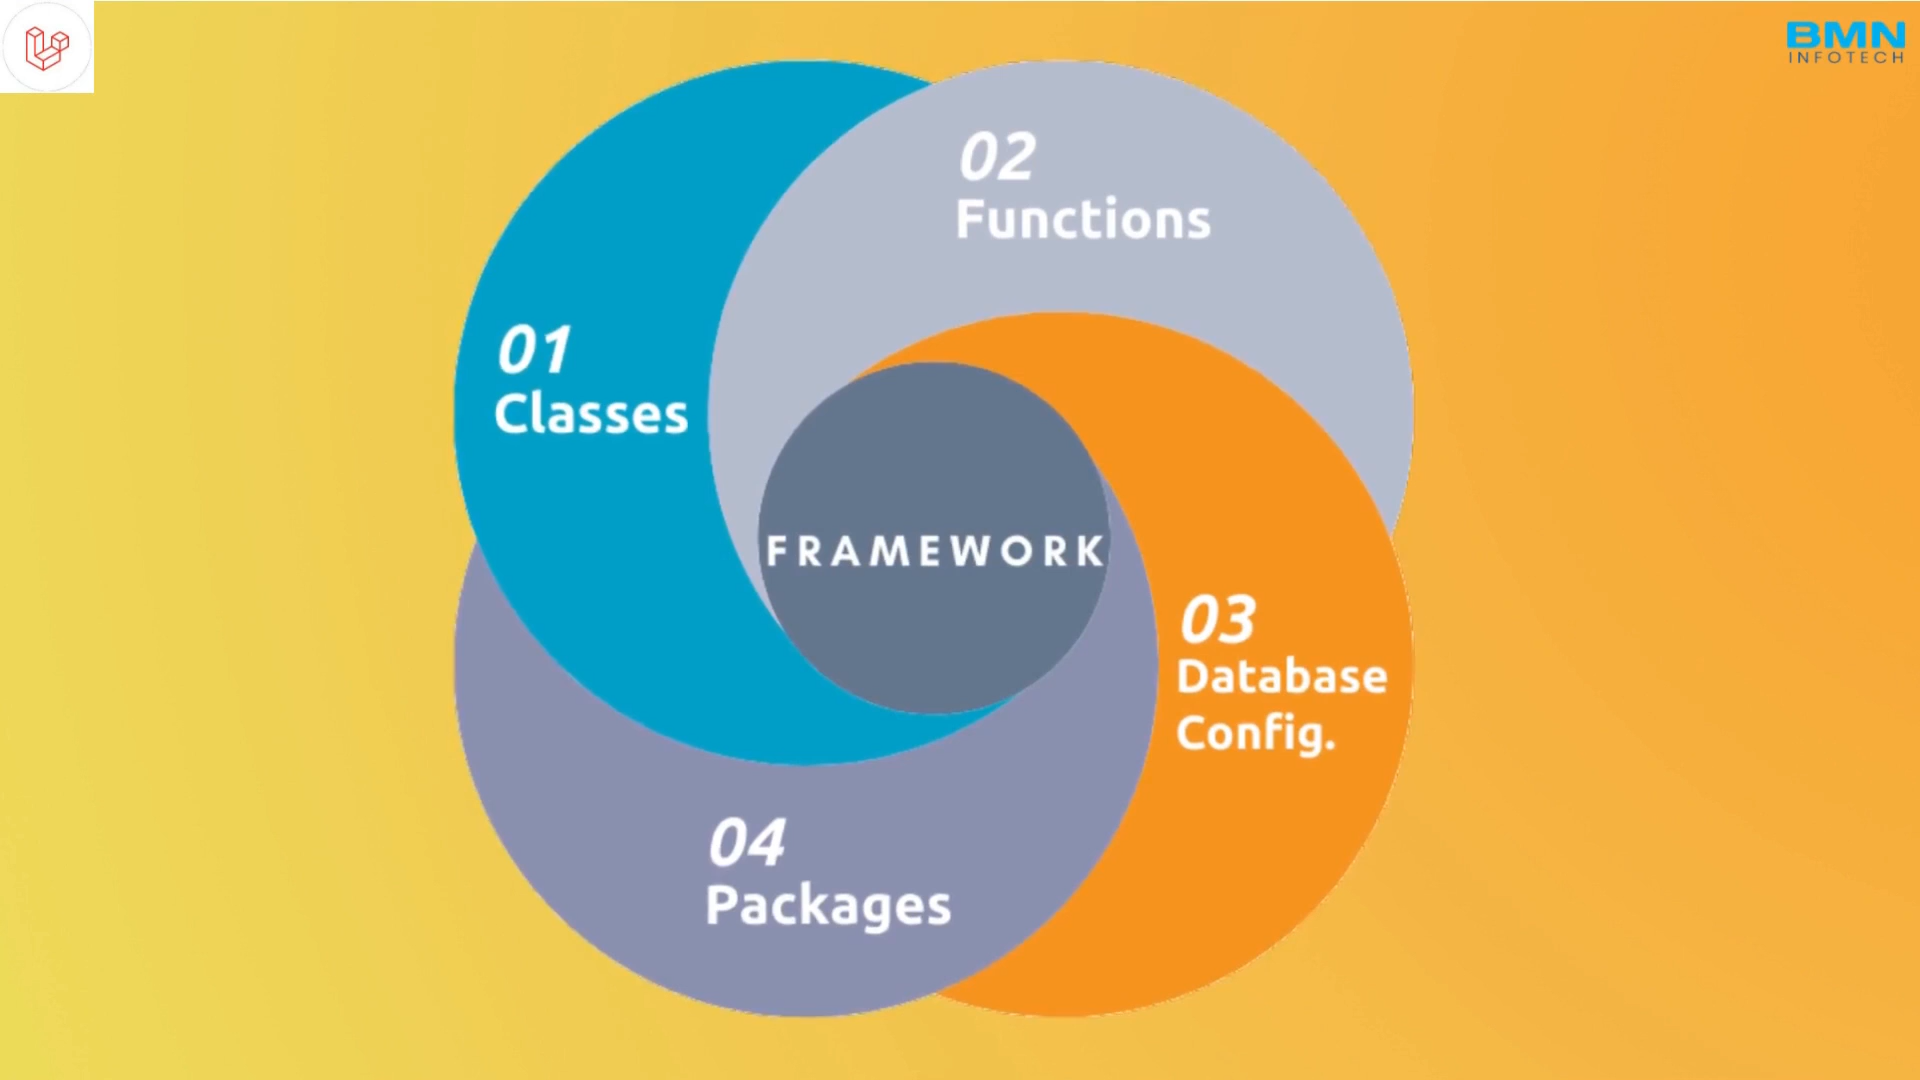 BMN
INFOTECH
01
Classes
02
Functions
FRAMEWORK
03
Database
Config.
04
Packages